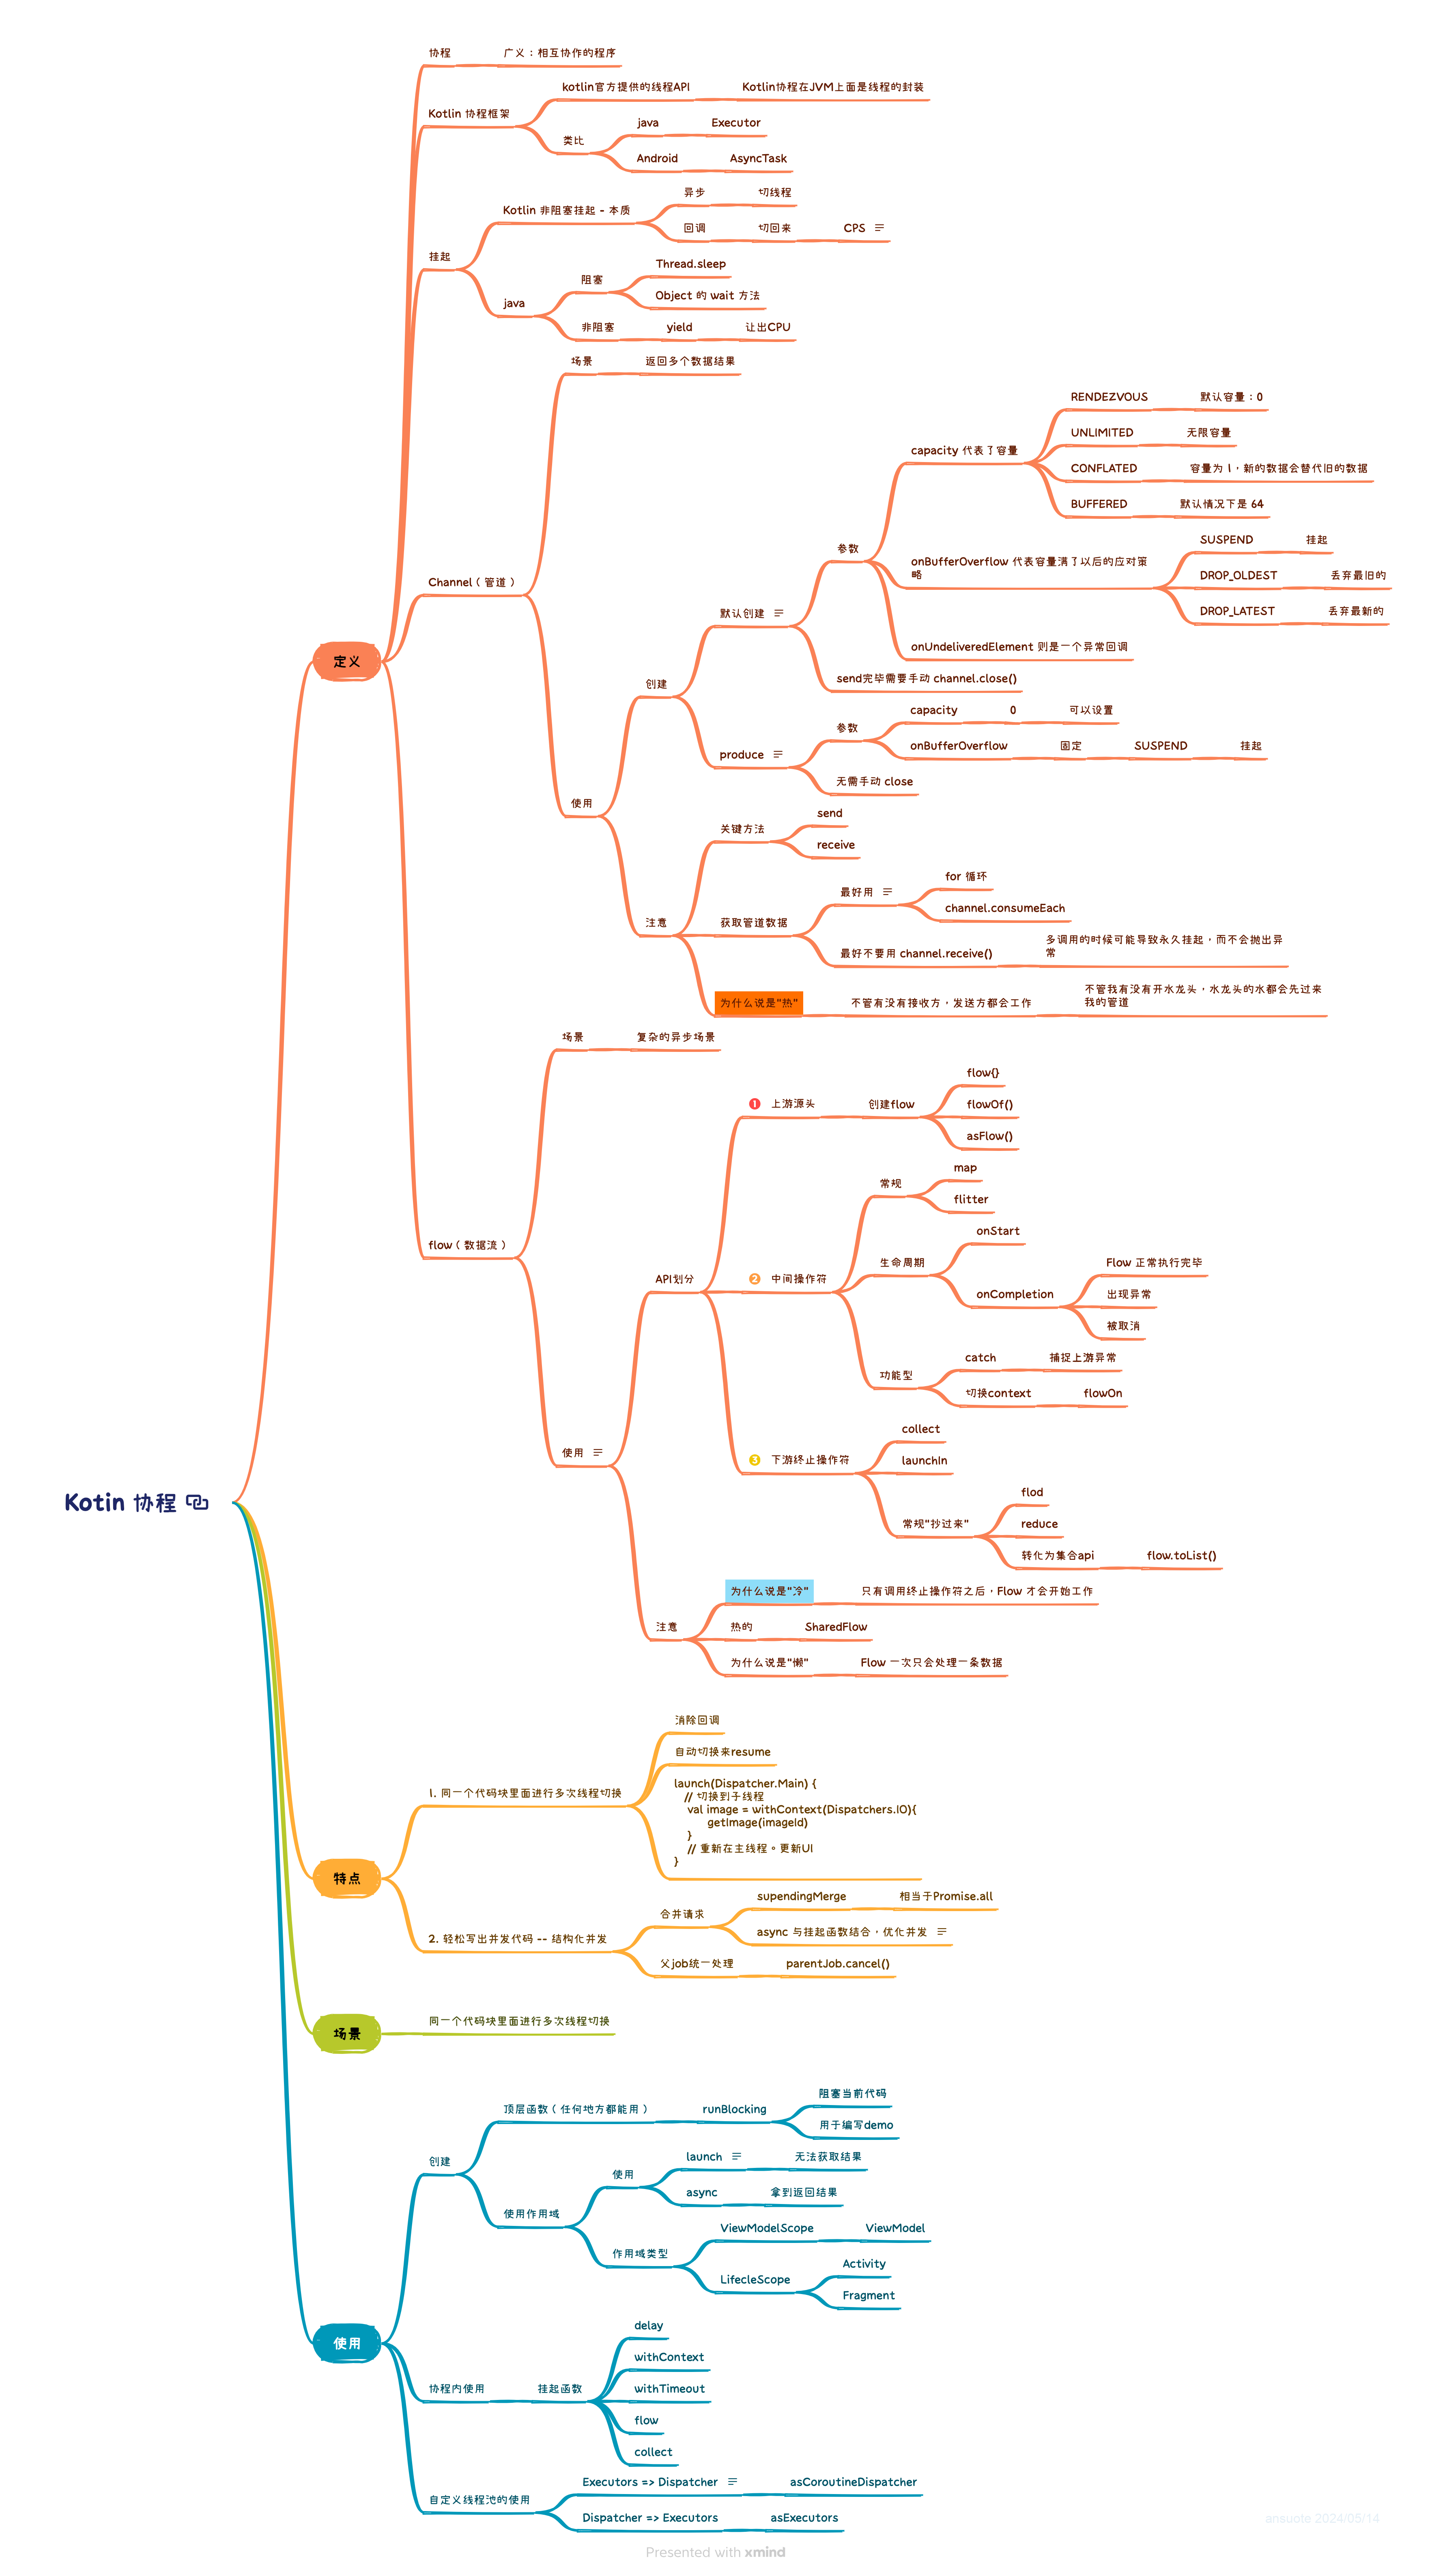 协程
广义：相互协作的程序
Kotlin 协程框架
kotlin官方提供的线程API
Kotlin协程在JVM上面是线程的封装
类比
java
Executor
Android
AsyncTask
挂起
Kotlin 非阻塞挂起 - 本质
异步
切线程
回调
切回来
CPS
java
阻塞
Thread.sleep
Object 的 wait 方法
非阻塞
yield
让出CPU
定义
Channel（管道）
场景
返回多个数据结果
使用
创建
默认创建
参数
capacity 代表了容量
RENDEZVOUS
默认容量：0
UNLIMITED
无限容量
CONFLATED
容量为 1，新的数据会替代旧的数据
BUFFERED
默认情况下是 64
onBufferOverflow 代表容量满了以后的应对策
略
SUSPEND
挂起
DROP_OLDEST
丢弃最旧的
DROP_LATEST
丢弃最新的
onUndeliveredElement 则是一个异常回调
send完毕需要手动 channel.close()
produce
参数
capacity
0
可以设置
onBufferOverflow
固定
SUSPEND
挂起
无需手动 close
注意
关键方法
send
receive
获取管道数据
最好用
for 循环
channel.consumeEach
最好不要用 channel.receive()
多调用的时候可能导致永久挂起，而不会抛出异
常
为什么说是"热"
不管有没有接收方，发送方都会工作
不管我有没有开水龙头，水龙头的水都会先过来
我的管道
flow（数据流）
场景
复杂的异步场景
使用
API划分
1 上游源头
创建flow
flow{}
flowOf()
asFlow()
2 中间操作符
常规
map
flitter
生命周期
onStart
onCompletion
Flow 正常执行完毕
出现异常
被取消
功能型
catch
捕捉上游异常
切换context
flowOn
3 下游终止操作符
collect
launchIn
常规"抄过来"
flod
reduce
转化为集合api
flow.toList()
注意
为什么说是"冷"
只有调用终止操作符之后，Flow 才会开始工作
热的
SharedFlow
为什么说是"懒"
Flow 一次只会处理一条数据
Kotin 协程
特点
1. 同一个代码块里面进行多次线程切换
消除回调
自动切换来resume
launch(Dispatcher.Main) {
// 切换到子线程
val image = withContext(Dispatchers.IO){
getImage(imageId)
}
// 重新在主线程。更新UI
}
2. 轻松写出并发代码 -- 结构化并发
合并请求
supendingMerge
相当于Promise.all
async 与挂起函数结合，优化并发
父job统一处理
parentJob.cancel()
场景
同一个代码块里面进行多次线程切换
使用
创建
顶层函数（任何地方都能用）
runBlocking
阻塞当前代码
用于编写demo
使用作用域
使用
launch
无法获取结果
async
拿到返回结果
作用域类型
ViewModelScope
ViewModel
LifecleScope
Activity
Fragment
协程内使用
挂起函数
delay
withContext
withTimeout
flow
collect
自定义线程池的使用
Executors => Dispatcher
asCoroutineDispatcher
Dispatcher => Executors
asExecutors
ansuote 2024/05/14
Presented with xmind